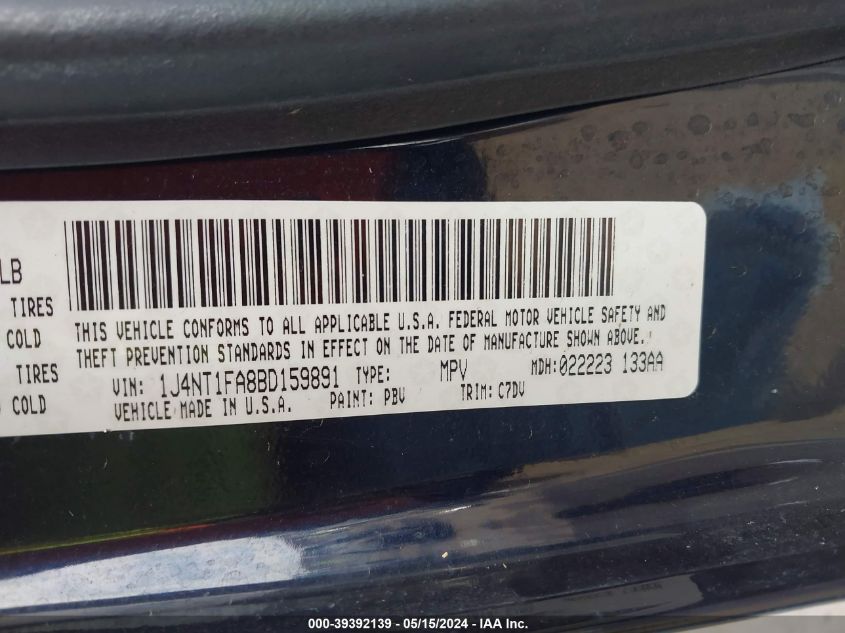 LB
TIRES
COLD
TIRES
COLD
THIS VEHICLE CONFORMS TO ALL APPLICABLE U.S.A. FEDERAL MOTOR VEHICLE SAFETY AND
THEFT PREVENTION STANDARDS IN EFFECT ON THE DATE OF MANUFACTURE SHOWN ABOVE.
VIN: 1J4NT1FA8BD159891 TYPE: MPV MDH: 022223 133AA
VEHICLE MADE IN U.S.A. PAINT: PBV TRIM: C7DV
000-39392139 - 05/15/2024 - IAA Inc.